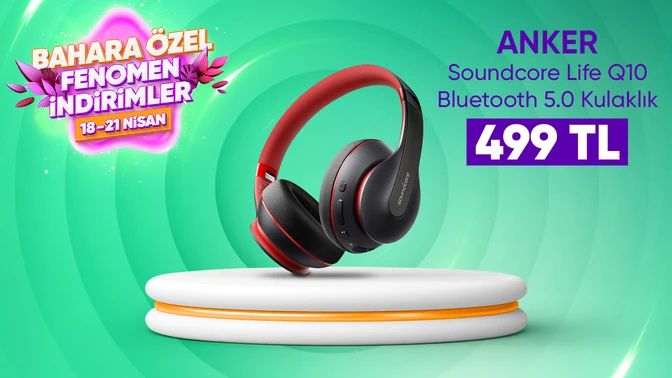 BAHARA ÖZEL
FENOMEN
İNDİRİMLER
18-21 NİSAN
ANKER
Soundcore Life Q10
Bluetooth 5.0 Kulaklık
499 TL
soundcore